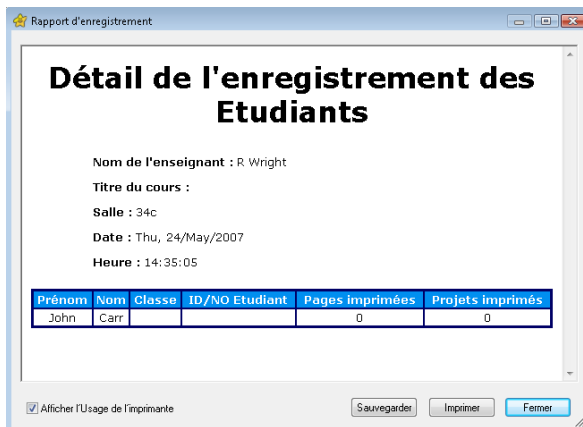 Rapport d'enregistrement
Détail de l'enregistrement des
Etudiants
Nom de l'enseignant : R Wright
Titre du cours :
Salle : 34c
Date : Thu, 24/May/2007
Heure : 14:35:05
Prénom Nom Classe ID/NO Etudiant Pages imprimées Projets imprimés
John Carr 0 0
Afficher l'Usage de l'imprimante Sauvegarder Imprimer Fermer